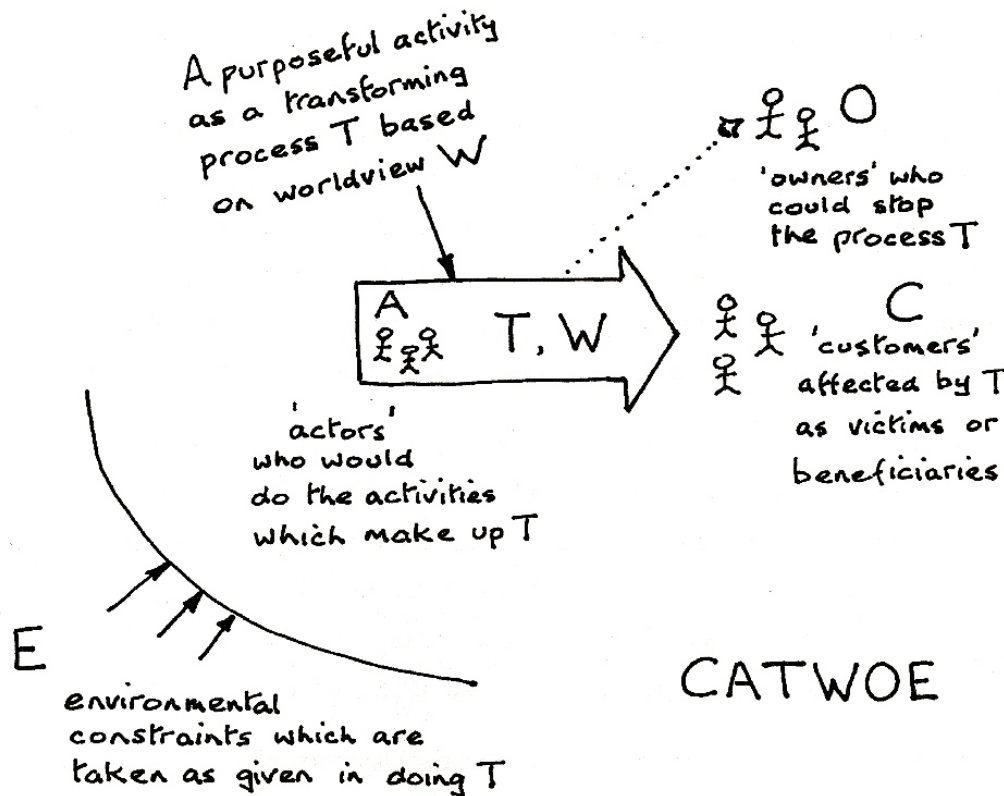 A purposeful activity
as a transforming
process T based
on worldview W
O
'owners' who
could stop
the process T
A
T, W
C
'customers'
affected by T
as victims or
beneficiaries
'actors'
who would
do the activities
which make up T
E
environmental
constraints which are
taken as given in doing T
CATWOE